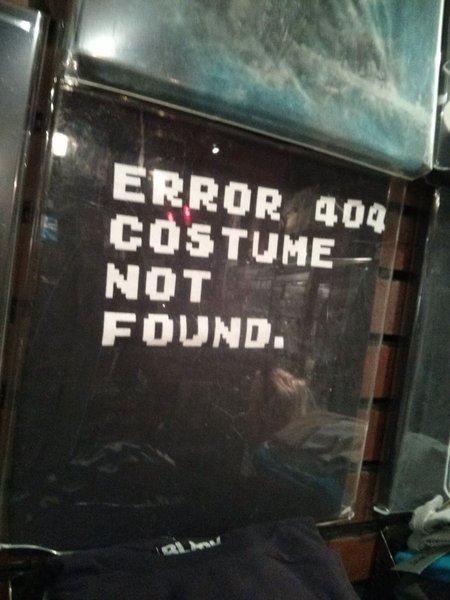 ERROR 404
COSTUME
NOT
FOUND.